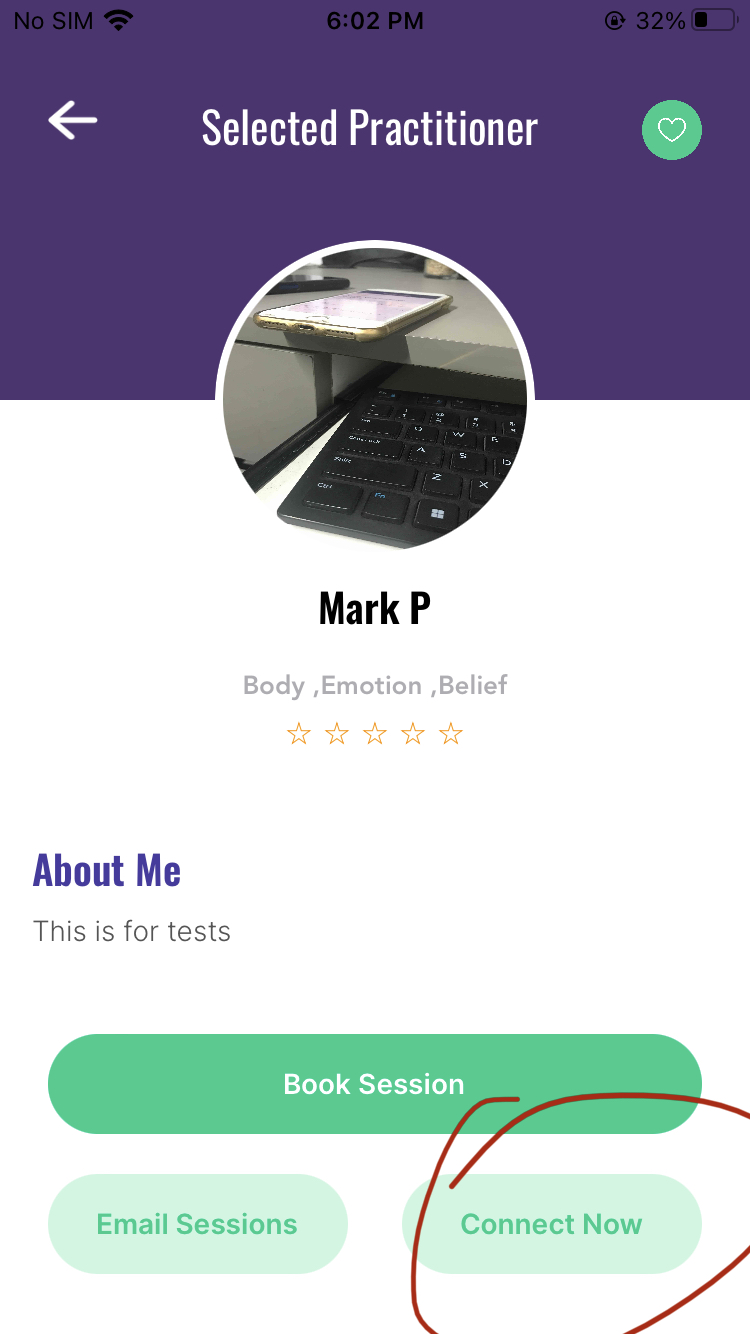 No SIM 6:02 PM 32%
Selected Practitioner
Mark P
Body ,Emotion ,Belief
About Me
This is for tests
Book Session
Email Sessions Connect Now